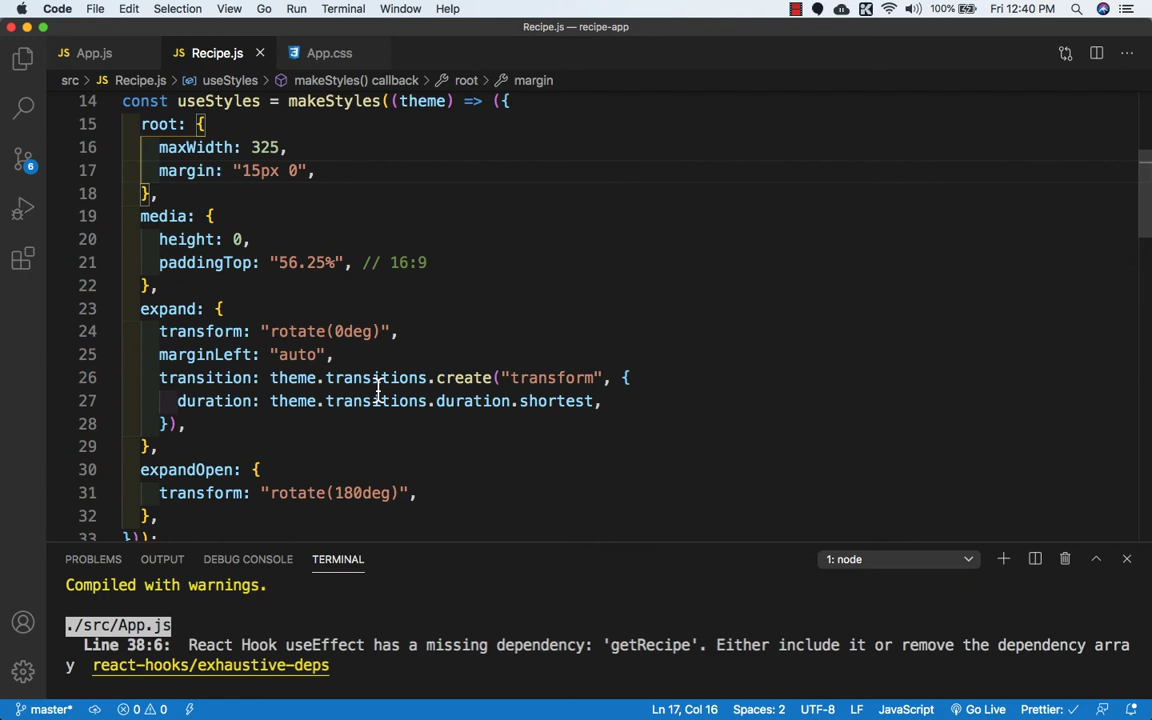 Code File Edit Selection View Go Run Terminal Window Help 100% Fri 12:40 PM
Recipe.js — recipe-app
JS App.js JS Recipe.js App.css
src > JS Recipe.js > useStyles > makeStyles() callback > root > margin
14 const useStyles = makeStyles((theme) => ({
15 root: {
16 maxWidth: 325,
17 margin: "15px 0",
18 },
19 media: {
20 height: 0,
21 paddingTop: "56.25%", // 16:9
22 },
23 expand: {
24 transform: "rotate(0deg)",
25 marginLeft: "auto",
26 transition: theme.transitions.create("transform", {
27 duration: theme.transitions.duration.shortest,
28 }),
29 },
30 expandOpen: {
31 transform: "rotate(180deg)",
32 },
33 }));
6
PROBLEMS OUTPUT DEBUG CONSOLE TERMINAL 1: node
Compiled with warnings.
./src/App.js
Line 38:6: React Hook useEffect has a missing dependency: 'getRecipe'. Either include it or remove the dependency arra
y react-hooks/exhaustive-deps
master* 0 0 Ln 17, Col 16 Spaces: 2 UTF-8 LF JavaScript Go Live Prettier: ✓